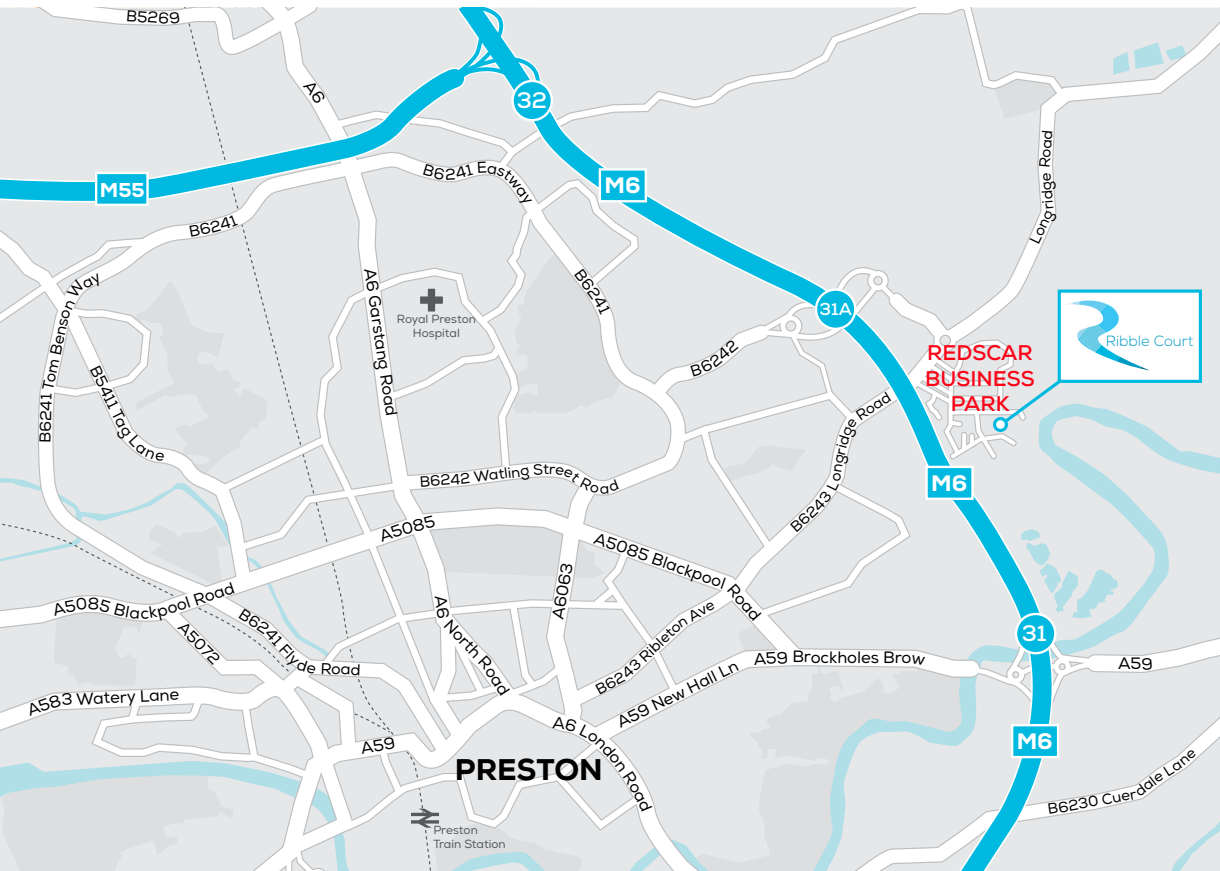 B5269
A6
32
M55
B6241 Eastway
M6
B6241
Longridge Road
B6241 Tom Benson Way
A6 Garstang Road
Royal Preston
Hospital
B6241
31A
Ribble Court
B6242
REDSCAR
BUSINESS
PARK
B5411 Tag Lane
B6243 Longridge Road
B6242 Watling Street Road
M6
A5085
A5085 Blackpool Road
A6063
A5085 Blackpool Road
A6 North Road
B6243 Ribleton Ave
B6241 Flyde Road
A5072
31
A59 Brockholes Brow
A59
A59 New Hall Ln
A583 Watery Lane
A6 London Road
A59
M6
PRESTON
B6230 Cuerdale Lane
Preston
Train Station